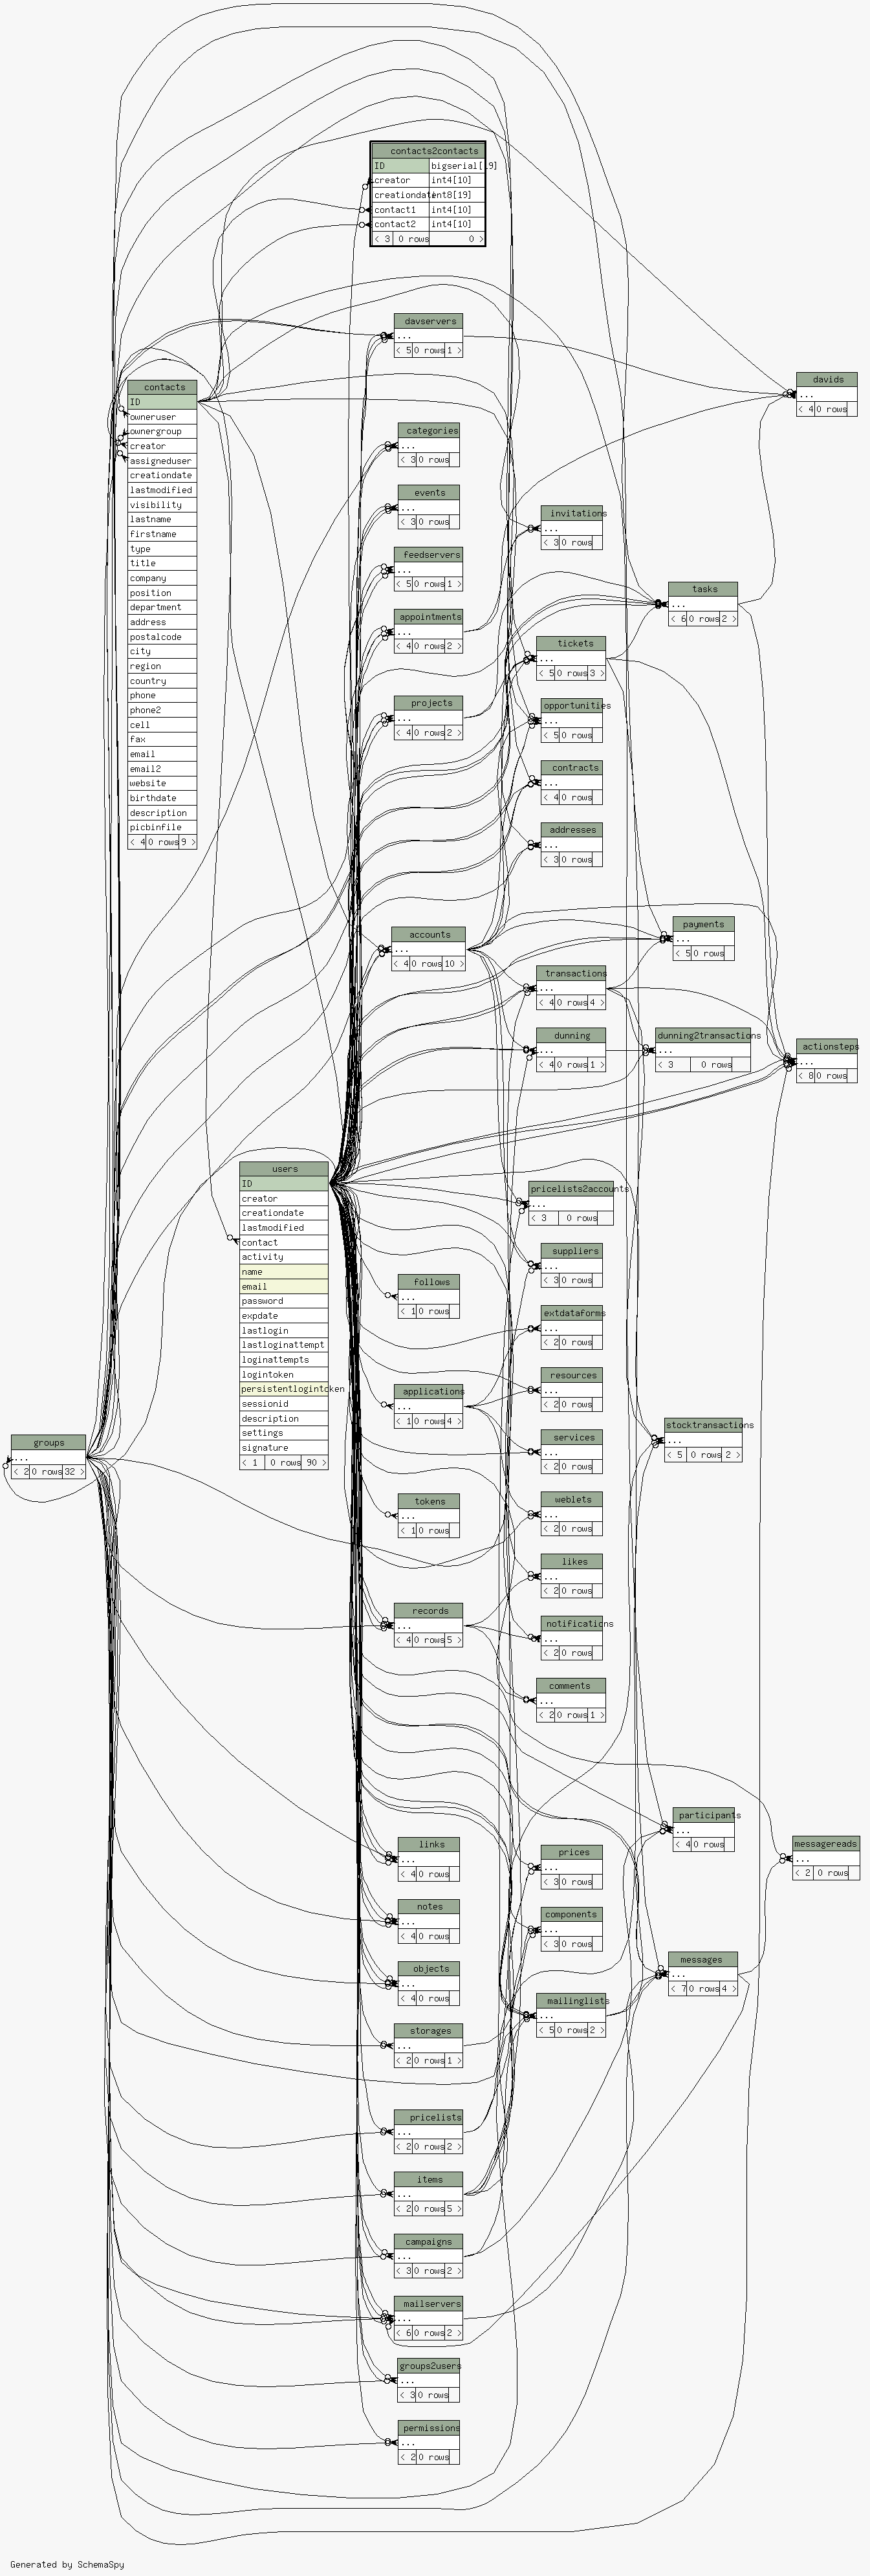 contacts2contacts
ID bigserial[19]
creator int4[10]
creationdate int8[19]
contact1 int4[10]
contact2 int4[10]
< 3 0 rows 0 >
davservers
...
< 5 0 rows 1 >
davids
...
< 4 0 rows
contacts
ID
owneruser
ownergroup
creator
assigneduser
creationdate
lastmodified
visibility
lastname
firstname
type
title
company
position
department
address
postalcode
city
region
country
phone
phone2
cell
fax
email
email2
website
birthdate
description
picbinfile
< 4 0 rows 9 >
categories
...
< 3 0 rows
events
...
< 3 0 rows
invitations
...
< 3 0 rows
feedservers
...
< 5 0 rows 1 >
tasks
...
< 6 0 rows 2 >
appointments
...
< 4 0 rows 2 >
tickets
...
< 5 0 rows 3 >
projects
...
< 4 0 rows 2 >
opportunities
...
< 5 0 rows
contracts
...
< 4 0 rows
addresses
...
< 3 0 rows
accounts
...
< 4 0 rows 10 >
payments
...
< 5 0 rows
transactions
...
< 4 0 rows 4 >
dunning
...
< 4 0 rows 1 >
dunning2transactions
...
< 3 0 rows
actionsteps
...
< 8 0 rows
users
ID
creator
creationdate
lastmodified
contact
activity
name
email
password
expdate
lastlogin
lastloginattempt
loginattempts
logintoken
persistentlogintoken
sessionid
description
settings
signature
< 1 0 rows 90 >
pricelists2accounts
...
< 3 0 rows
suppliers
...
< 3 0 rows
follows
...
< 1 0 rows
extdataforms
...
< 2 0 rows
resources
...
< 2 0 rows
applications
...
< 1 0 rows 4 >
services
...
< 2 0 rows
stocktransactions
...
< 5 0 rows 2 >
groups
...
< 2 0 rows 32 >
tokens
...
< 1 0 rows
weblets
...
< 2 0 rows
likes
...
< 2 0 rows
records
...
< 4 0 rows 5 >
notifications
...
< 2 0 rows
comments
...
< 2 0 rows 1 >
participants
...
< 4 0 rows
links
...
< 4 0 rows
prices
...
< 3 0 rows
messagereads
...
< 2 0 rows
notes
...
< 4 0 rows
components
...
< 3 0 rows
objects
...
< 4 0 rows
messages
...
< 7 0 rows 4 >
mailinglists
...
< 5 0 rows 2 >
storages
...
< 2 0 rows 1 >
pricelists
...
< 2 0 rows 2 >
items
...
< 2 0 rows 5 >
campaigns
...
< 3 0 rows 2 >
mailservers
...
< 6 0 rows 2 >
groups2users
...
< 3 0 rows
permissions
...
< 2 0 rows
Generated by SchemaSpy